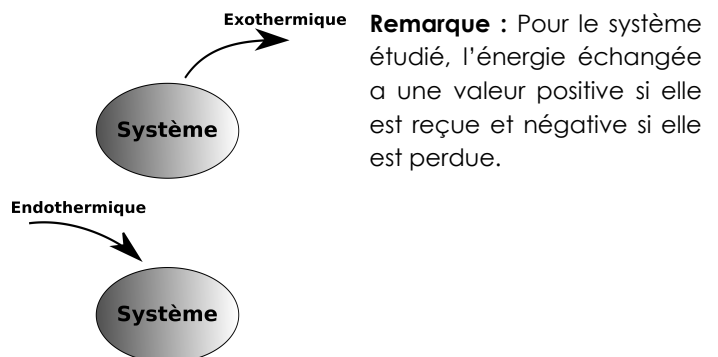 Exothermique
Remarque : Pour le système
étudié, l'énergie échangée
a une valeur positive si elle
est reçue et négative si elle
est perdue.
Système
Endothermique
Système